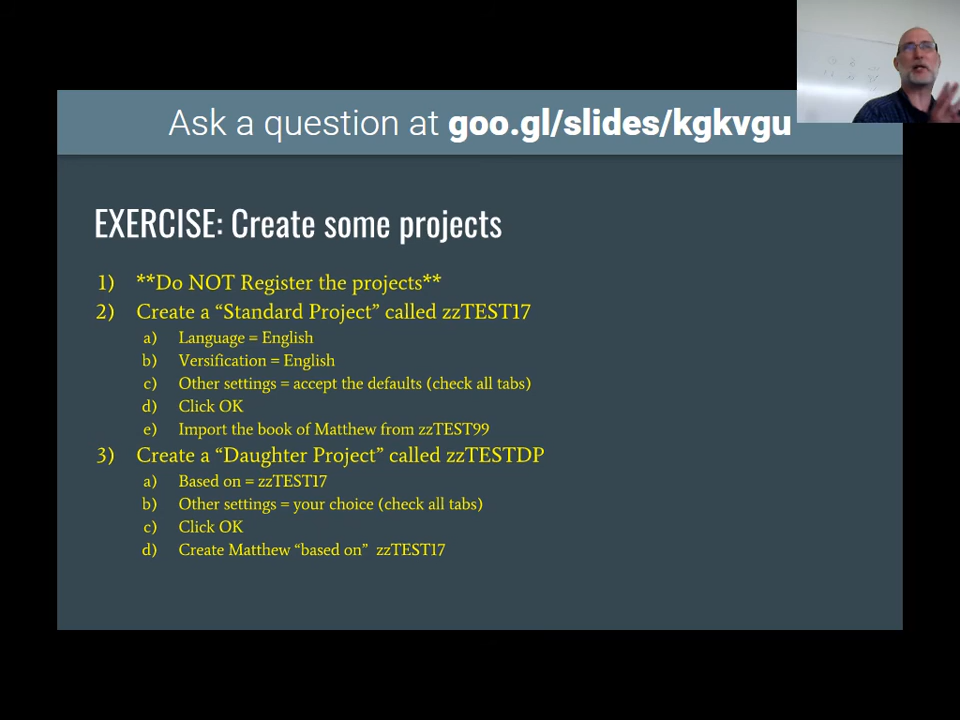 Ask a question at goo.gl/slides/kgkvgu
EXERCISE: Create some projects
1) **Do NOT Register the projects**
2) Create a “Standard Project” called zzTEST17
a) Language = English
b) Versification = English
c) Other settings = accept the defaults (check all tabs)
d) Click OK
e) Import the book of Matthew from zzTEST99
3) Create a “Daughter Project” called zzTESTDP
a) Based on = zzTEST17
b) Other settings = your choice (check all tabs)
c) Click OK
d) Create Matthew “based on” zzTEST17